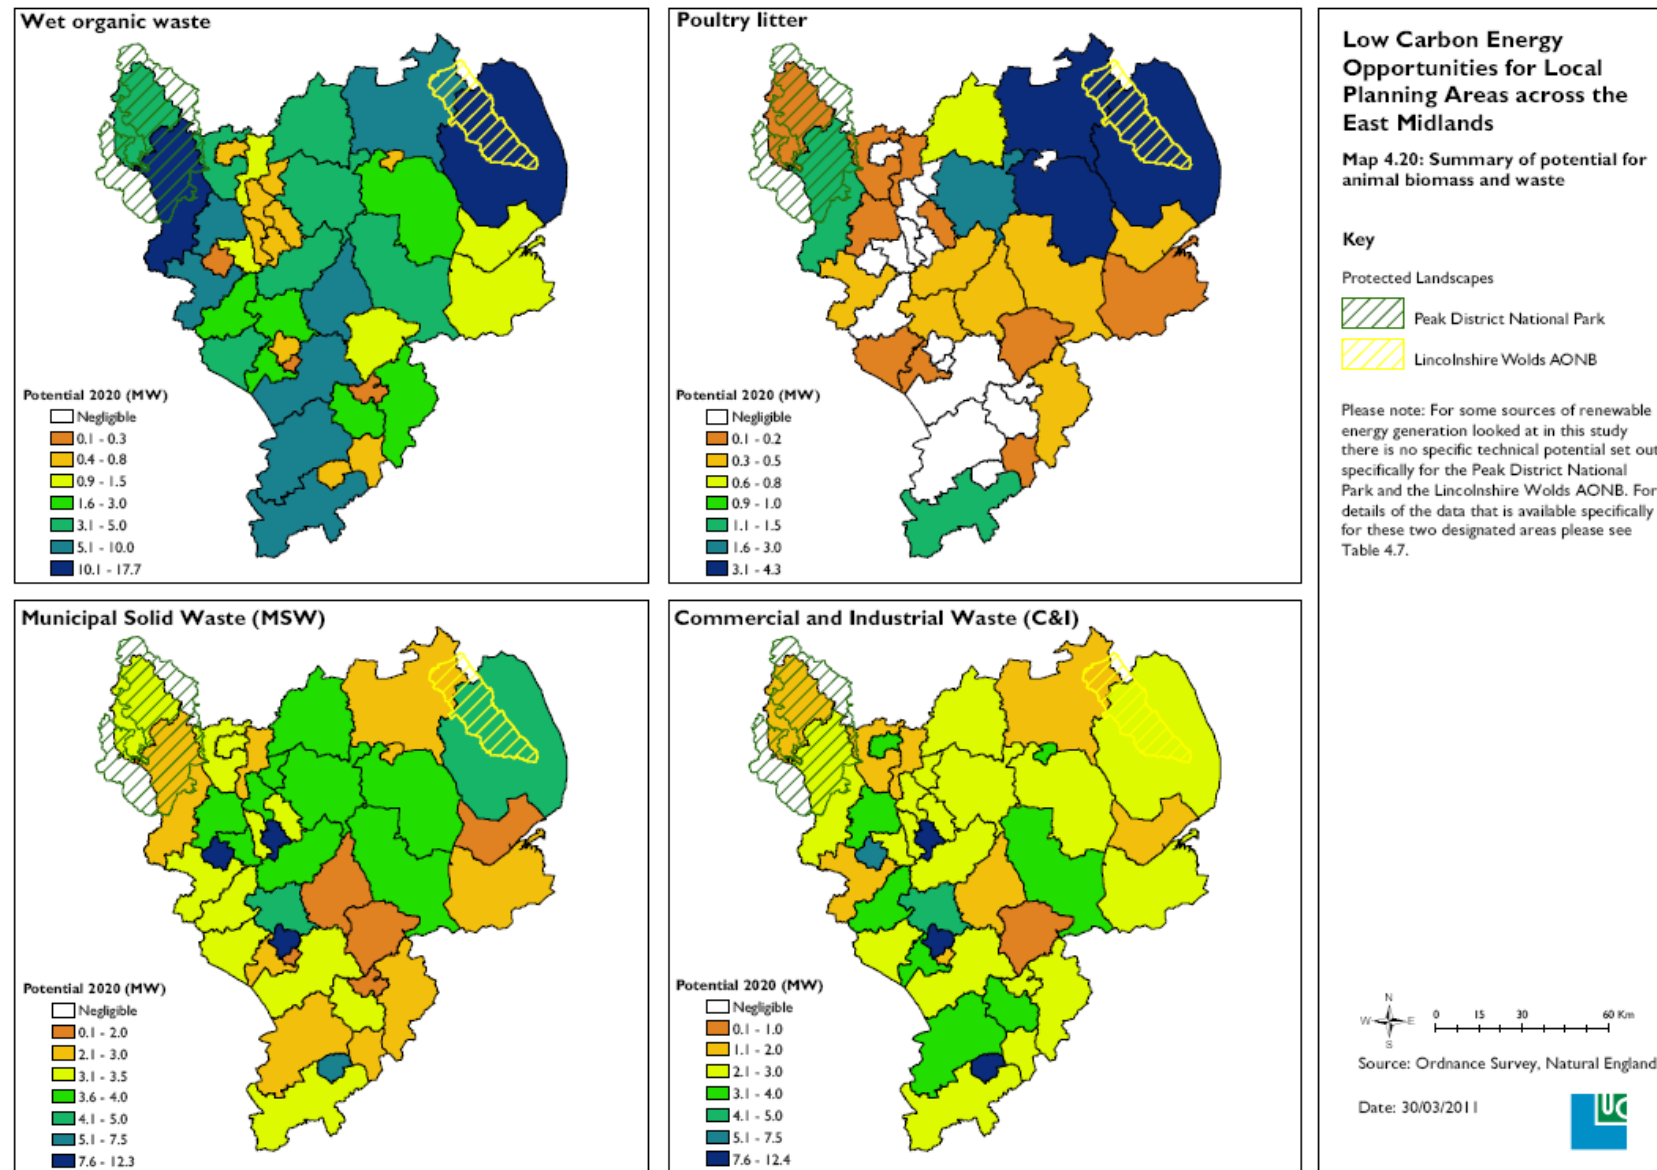 Wet organic waste
Potential 2020 (MW)
Negligible
0.1 - 0.3
0.4 - 0.8
0.9 - 1.5
1.6 - 3.0
3.1 - 5.0
5.1 - 10.0
10.1 - 17.7
Poultry litter
Potential 2020 (MW)
Negligible
0.1 - 0.2
0.3 - 0.5
0.6 - 0.8
0.9 - 1.0
1.1 - 1.5
1.6 - 3.0
3.1 - 4.3
Municipal Solid Waste (MSW)
Potential 2020 (MW)
Negligible
0.1 - 2.0
2.1 - 3.0
3.1 - 3.5
3.6 - 4.0
4.1 - 5.0
5.1 - 7.5
7.6 - 12.3
Commercial and Industrial Waste (C&I)
Potential 2020 (MW)
Negligible
0.1 - 1.0
1.1 - 2.0
2.1 - 3.0
3.1 - 4.0
4.1 - 5.0
5.1 - 7.5
7.6 - 12.4
Low Carbon Energy
Opportunities for Local
Planning Areas across the
East Midlands
Map 4.20: Summary of potential for
animal biomass and waste
Key
Protected Landscapes
Peak District National Park
Lincolnshire Wolds AONB
Please note: For some sources of renewable
energy generation looked at in this study
there is no specific technical potential set out
specifically for the Peak District National
Park and the Lincolnshire Wolds AONB. For
details of the data that is available specifically
for these two designated areas please see
Table 4.7.
N
W E
S
0 15 30 60 Km
Source: Ordnance Survey, Natural England
Date: 30/03/2011
LUC